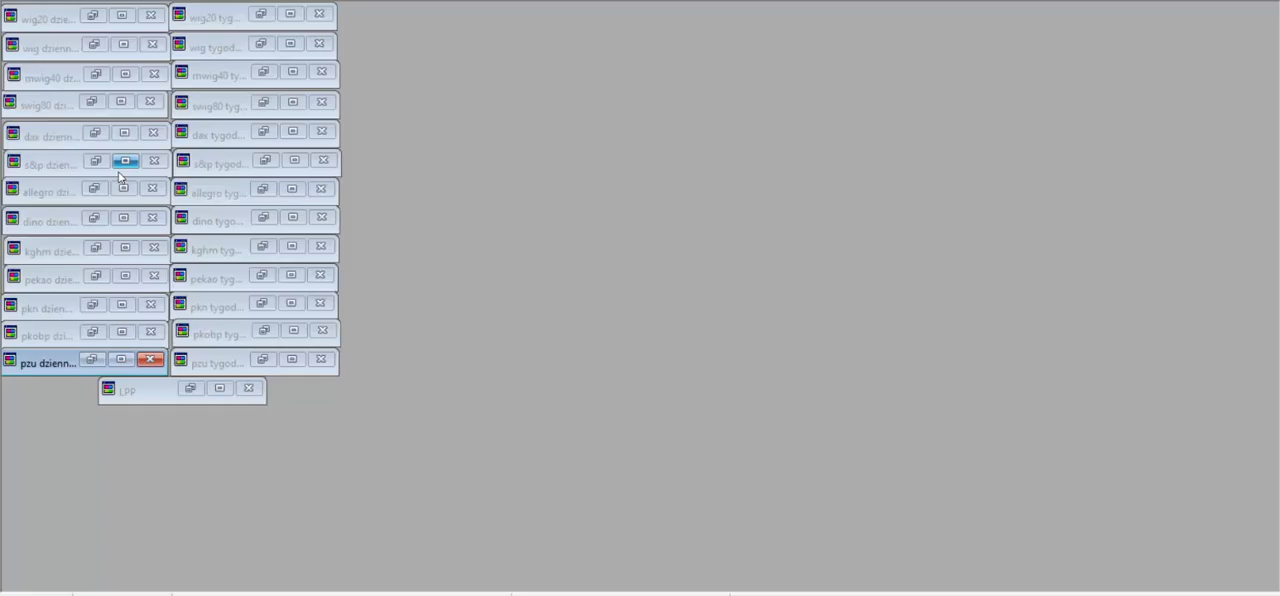 wig20 dzie...
wig20 tyg...
wig dzienn...
wig tygod...
mwig40 dz...
mwig40 ty...
swig80 dzi...
swig80 tyg...
dax dzienn...
dax tygod...
s&p dzien...
s&p tygod...
allegro dzi...
allegro tyg...
dino dzien...
dino tygo...
kghm dzie...
kghm tyg...
pekao dzie...
pekao tyg...
pkn dzien...
pkn tygod...
pkobp dzi...
pkobp tyg...
pzu dzienn...
pzu tygod...
LPP